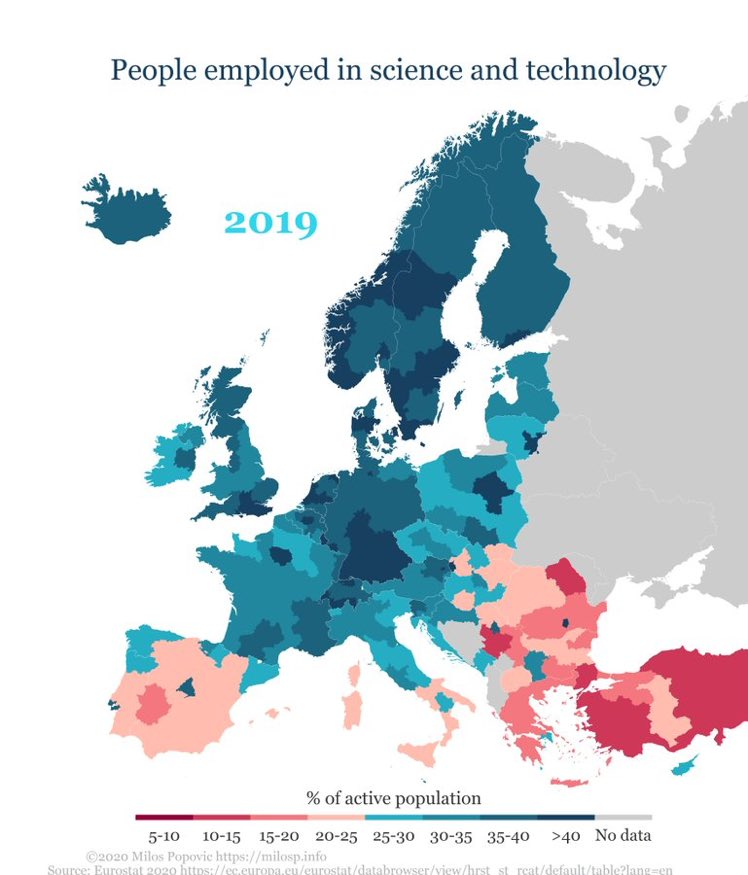 People employed in science and technology
2019
% of active population
5-10 10-15 15-20 20-25 25-30 30-35 35-40 >40 No data
©2020 Milos Popovic https://milosp.info
Source: Eurostat 2020 https://ec.europa.eu/eurostat/databrowser/view/hrst_st_rcat/default/table?lang=en